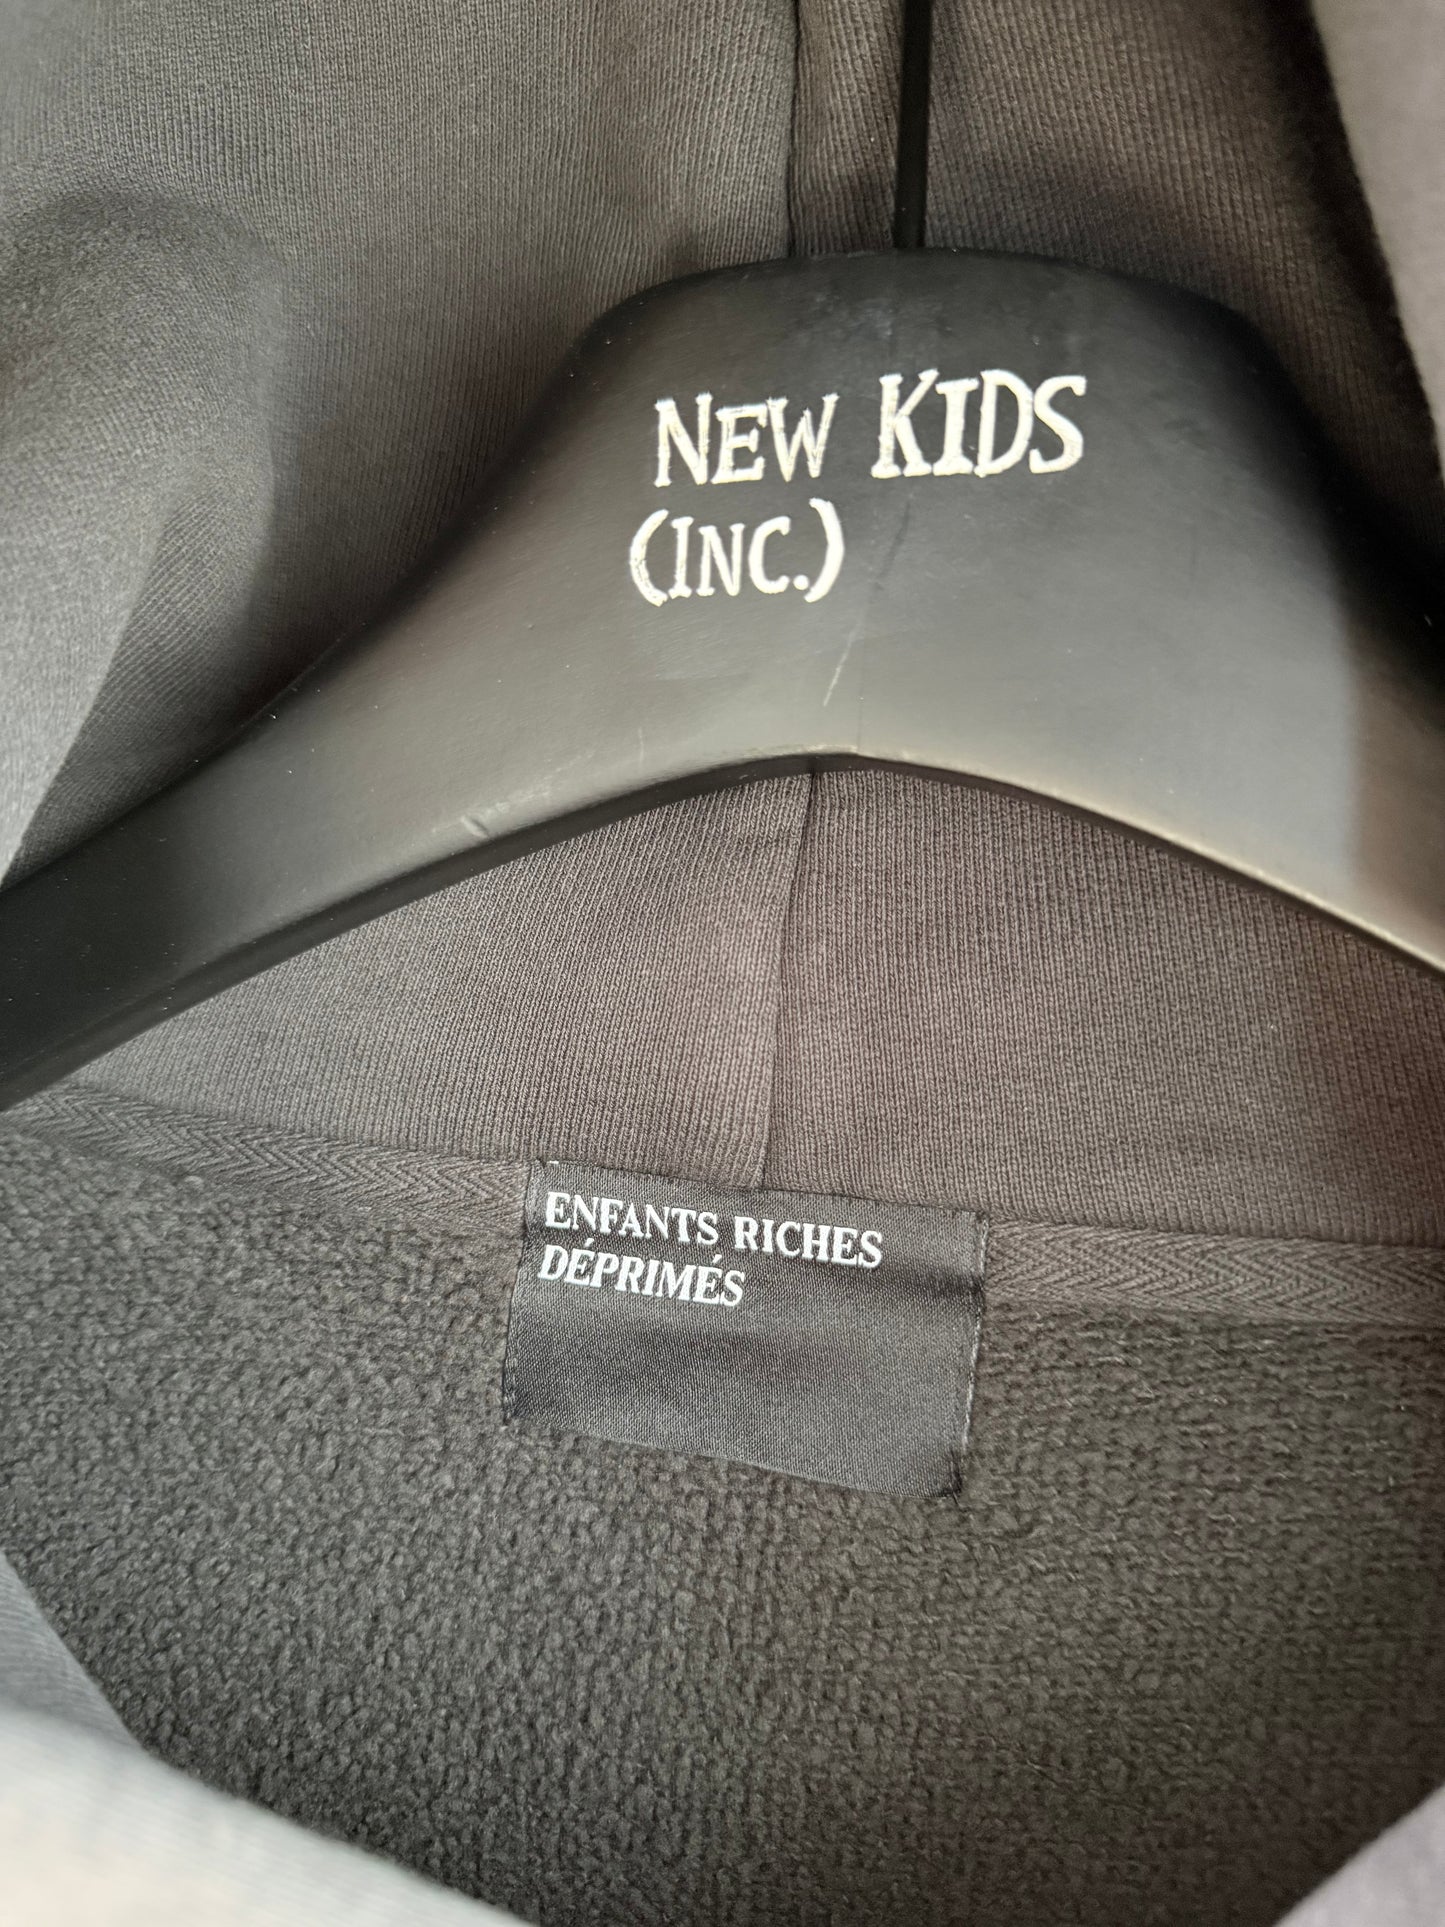 NEW KIDS
(INC.)
ENFANTS RICHES
DÉPRIMÉS